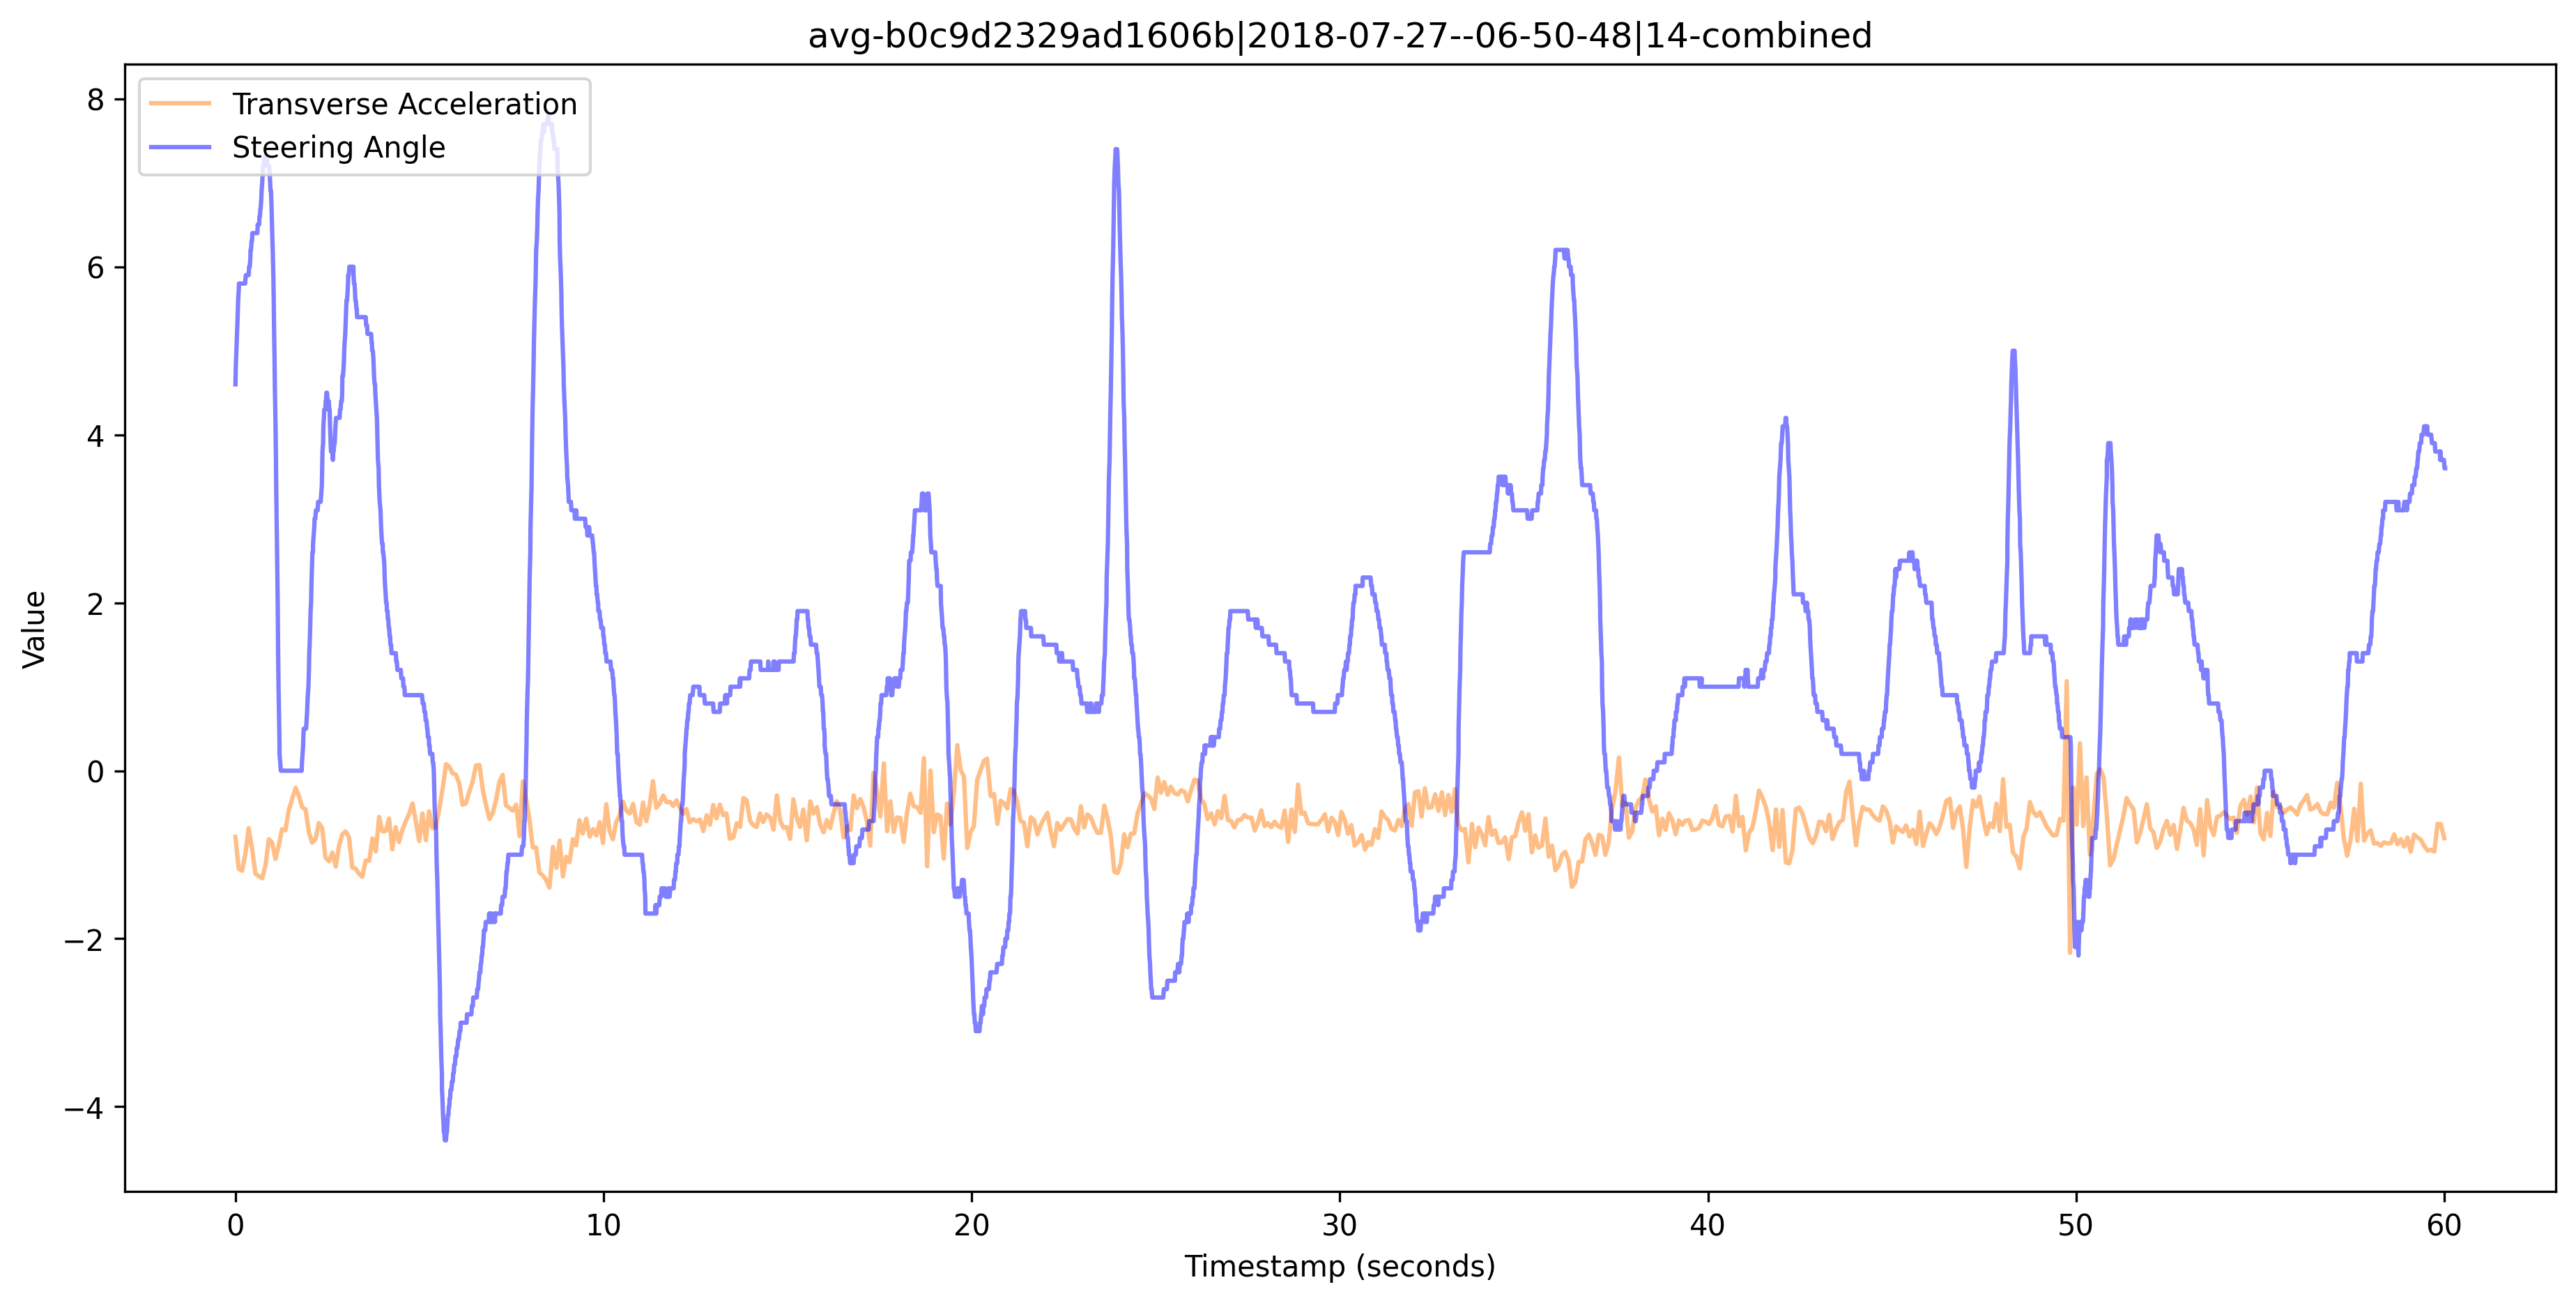 avg-b0c9d2329ad1606b|2018-07-27--06-50-48|14-combined
Transverse Acceleration
Steering Angle
8
6
4
2
0
−2
−4
Value
0 10 20 30 40 50 60
Timestamp (seconds)